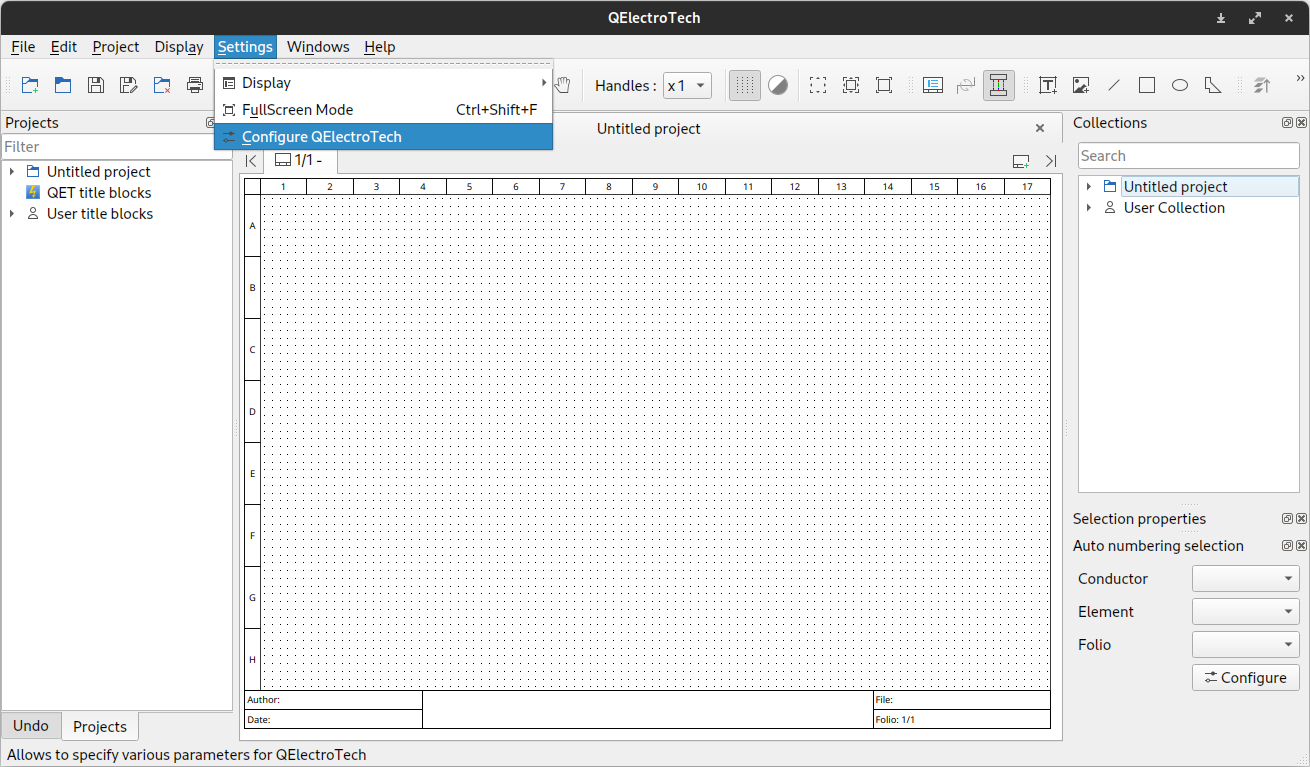 QElectroTech
File Edit Project Display Settings Windows Help
Display
FullScreen Mode Ctrl+Shift+F
Configure QElectroTech
Handles : x 1
»
Projects
Filter
Untitled project
QET title blocks
User title blocks
Undo
Projects
Untitled project
1/1 -
1 2 3 4 5 6 7 8 9 10 11 12 13 14 15 16 17
A
B
C
D
E
F
G
H
Author:
Date:
File:
Folio: 1/1
Collections
Search
Untitled project
User Collection
Selection properties
Auto numbering selection
Conductor
Element
Folio
Configure
Allows to specify various parameters for QElectroTech